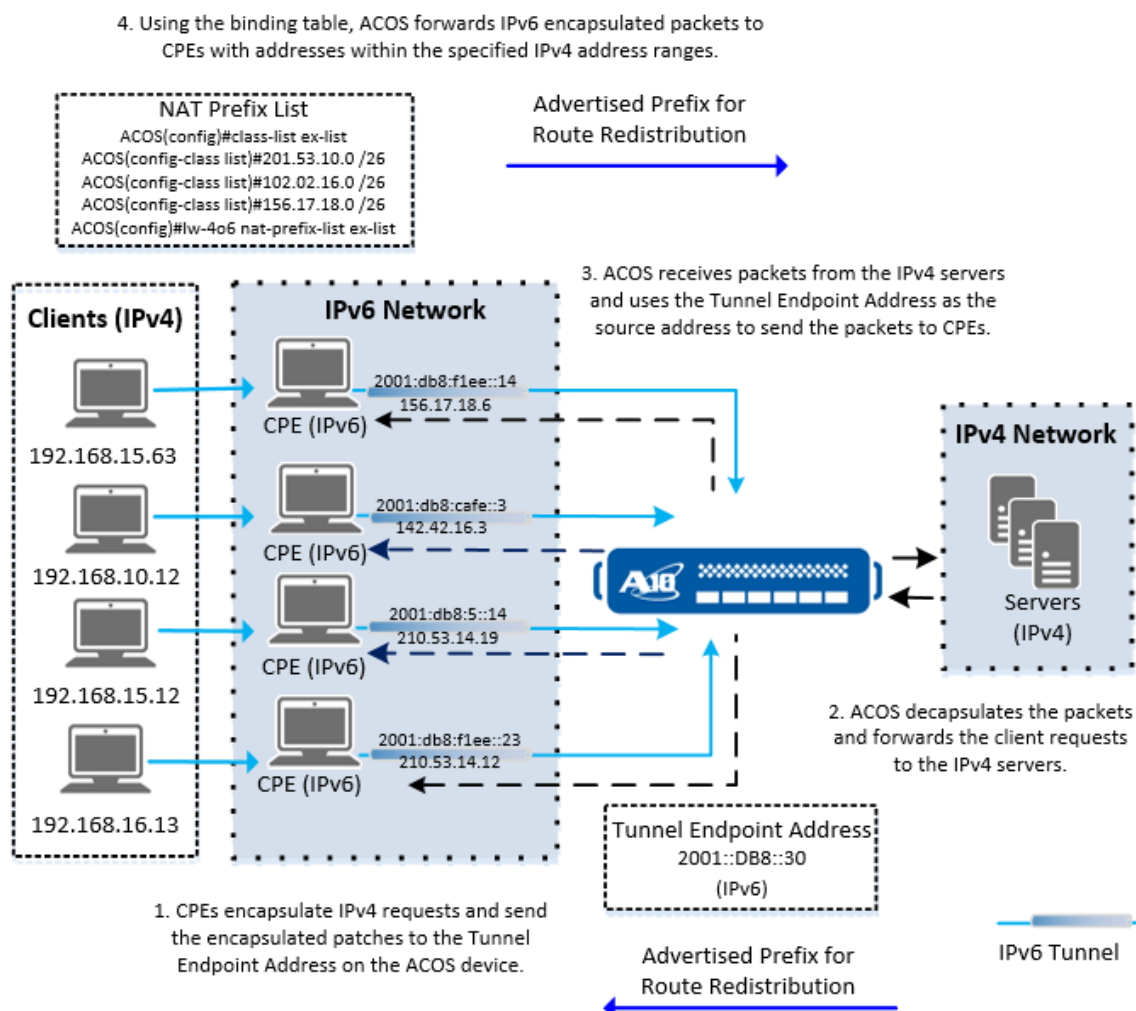 4. Using the binding table, ACOS forwards IPv6 encapsulated packets to
CPEs with addresses within the specified IPv4 address ranges.
NAT Prefix List
ACOS(config)#class-list ex-list
ACOS(config-class list)#201.53.10.0 /26
ACOS(config-class list)#102.02.16.0 /26
ACOS(config-class list)#156.17.18.0 /26
ACOS(config)#lw-4o6 nat-prefix-list ex-list
Advertised Prefix for
Route Redistribution
3. ACOS receives packets from the IPv4 servers
and uses the Tunnel Endpoint Address as the
source address to send the packets to CPEs.
Clients (IPv4)
192.168.15.63
192.168.10.12
192.168.15.12
192.168.16.13
IPv6 Network
2001:db8:f1ee::14
156.17.18.6
CPE (IPv6)
2001:db8:cafe::3
142.42.16.3
CPE (IPv6)
2001:db8:5::14
210.53.14.19
CPE (IPv6)
2001:db8:f1ee::23
210.53.14.12
CPE (IPv6)
A10
IPv4 Network
Servers
(IPv4)
2. ACOS decapsulates the packets
and forwards the client requests
to the IPv4 servers.
Tunnel Endpoint Address
2001::DB8::30
(IPv6)
1. CPEs encapsulate IPv4 requests and send
the encapsulated patches to the Tunnel
Endpoint Address on the ACOS device.
IPv6 Tunnel
Advertised Prefix for
Route Redistribution